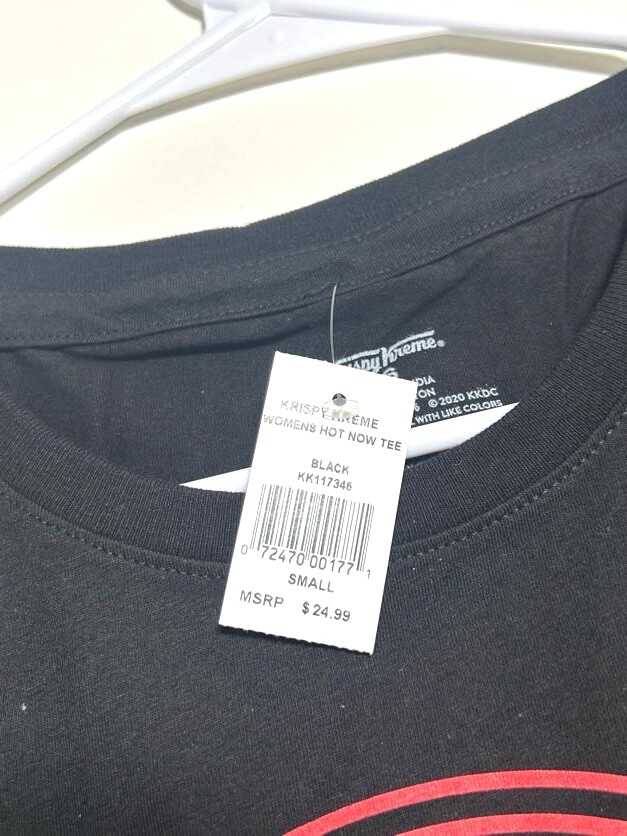 Kreme®
© 2020 KKDC
WITH LIKE COLORS
KRISPY KREME
WOMENS HOT NOW TEE
BLACK
KK117346
0 72470 00177 1
SMALL
MSRP $24.99